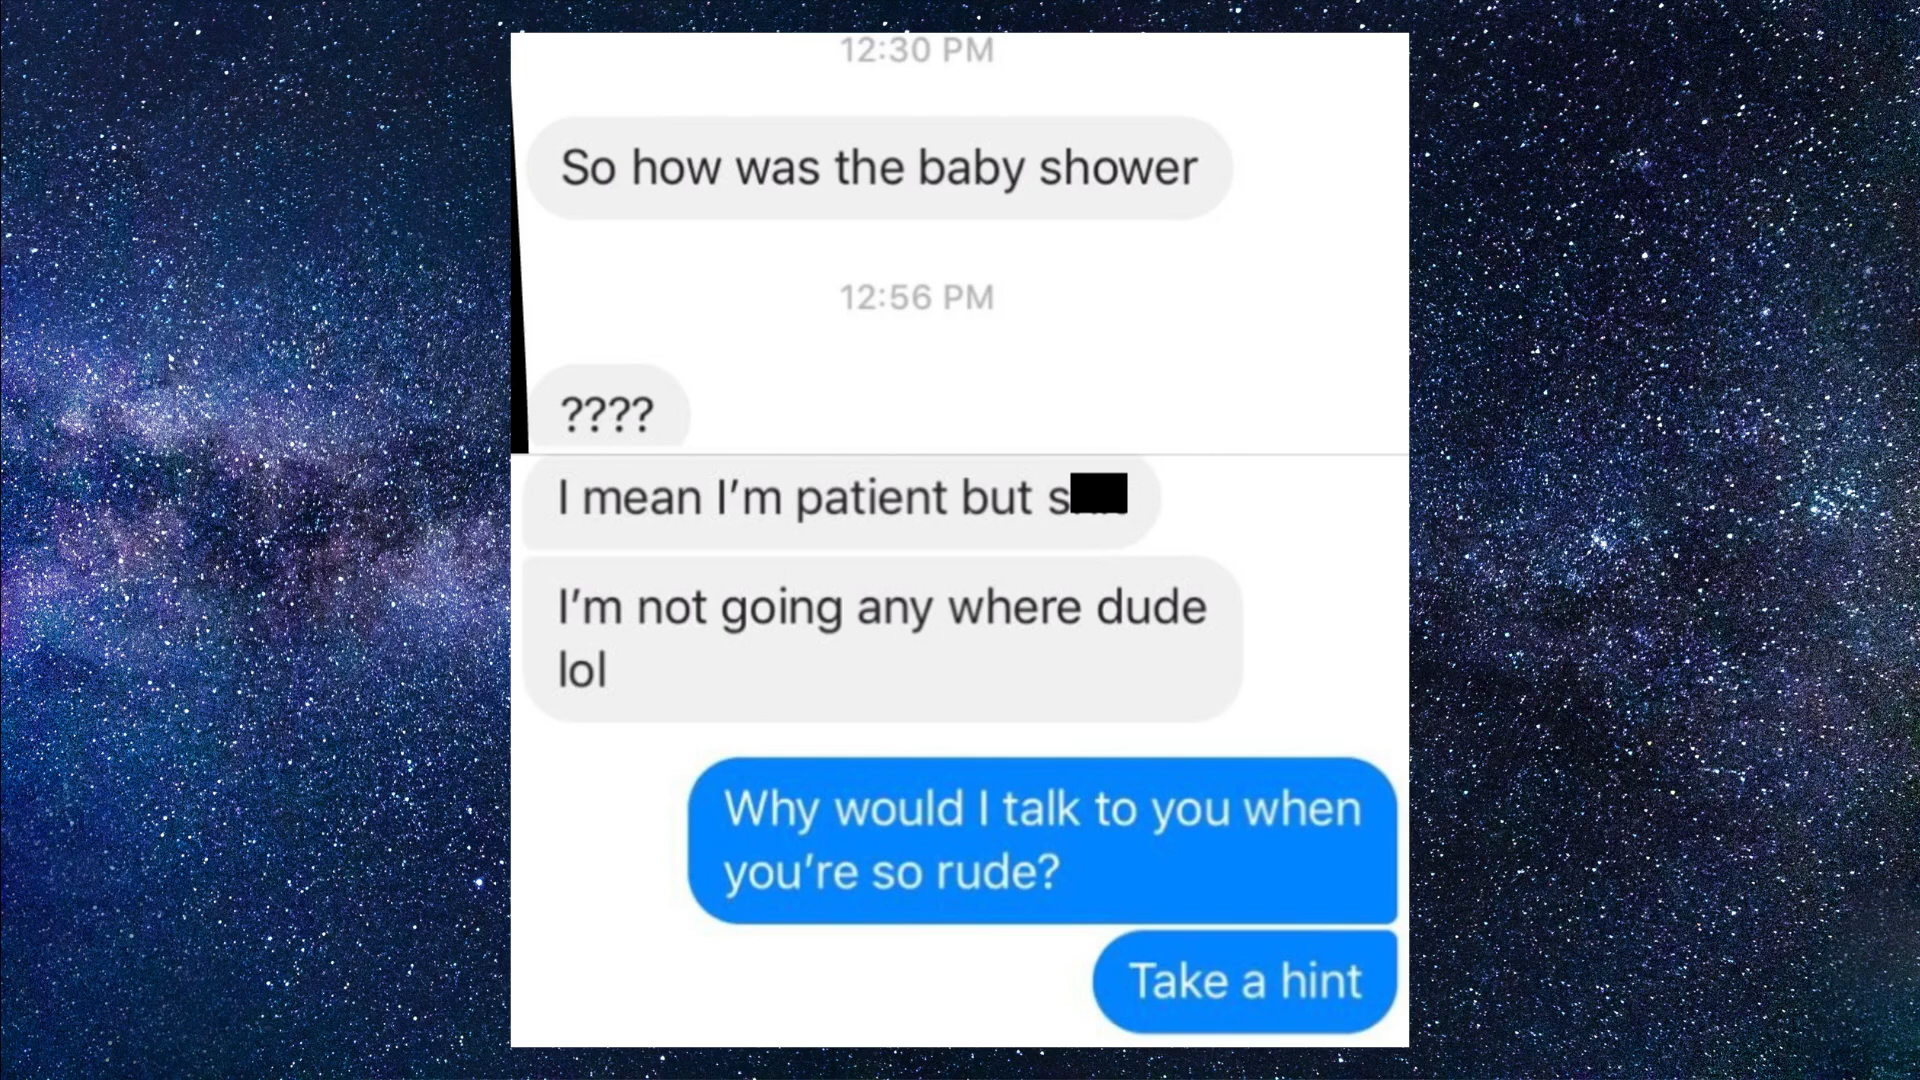 12:30 PM
So how was the baby shower
12:56 PM
????
I mean I’m patient but s
I’m not going any where dude
lol
Why would I talk to you when
you’re so rude?
Take a hint